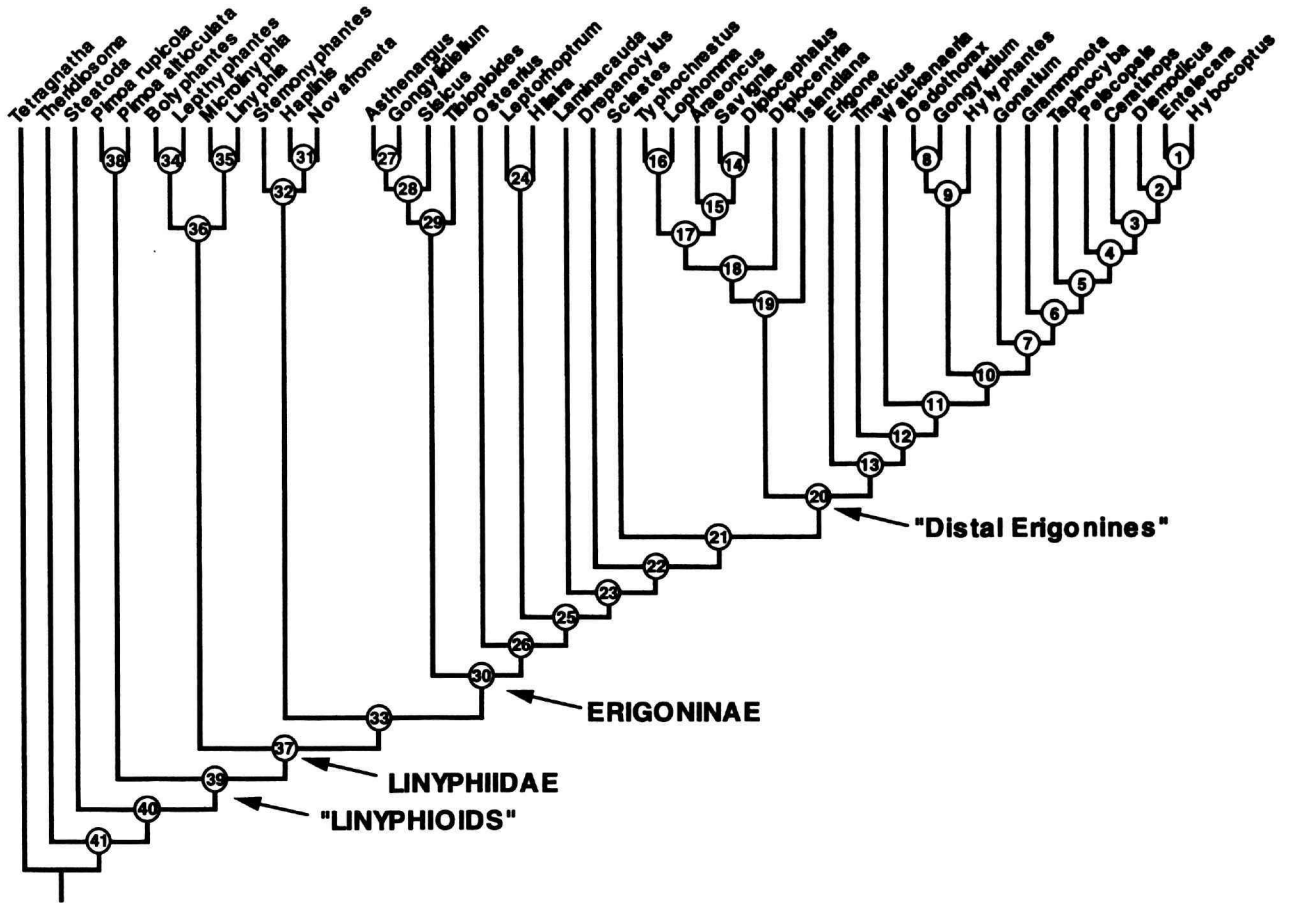 Tetragnatha
Theridiosoma
Steatoda
Pimoa rupicola
Pimoa altioculata
Bolyphantes
Lepthyphantes
Microlinyphia
Linyphia
Stemonyphantes
Haplinis
Novafroneta
Asthenargus
Gongylidiellum
Sisicus
Tibioploides
Ostearius
Leptorhoptrum
Hilaira
Laminacauda
Drepanotylus
Sciastes
Typhochrestus
Lophomma
Araeoncus
Savignia
Diplocephalus
Diplocentria
Islandiana
Erigone
Tmeticus
Walckenaeria
Oedothorax
Gongylidium
Hylyphantes
Gonatium
Grammonota
Tapinocyba
Pelecopsis
Ceratinops
Dismodicus
Entelecara
Hybocoptus
38
34
35
31
27
16
14
8
1
32
24
28
9
2
15
36
29
17
3
4
18
5
19
6
7
10
11
12
13
20
"Distal Erigonines"
21
22
23
25
26
30
ERIGONINAE
33
37
LINYPHIIDAE
39
"LINYPHIOIDS"
40
41